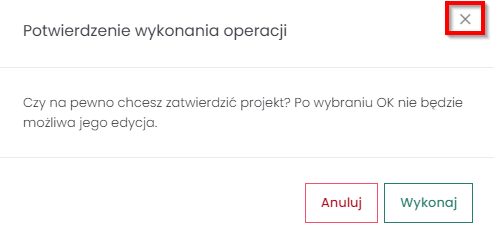 Potwierdzenie wykonania operacji
Czy na pewno chcesz zatwierdzić projekt? Po wybraniu OK nie będzie
możliwa jego edycja.
Anuluj
Wykonaj